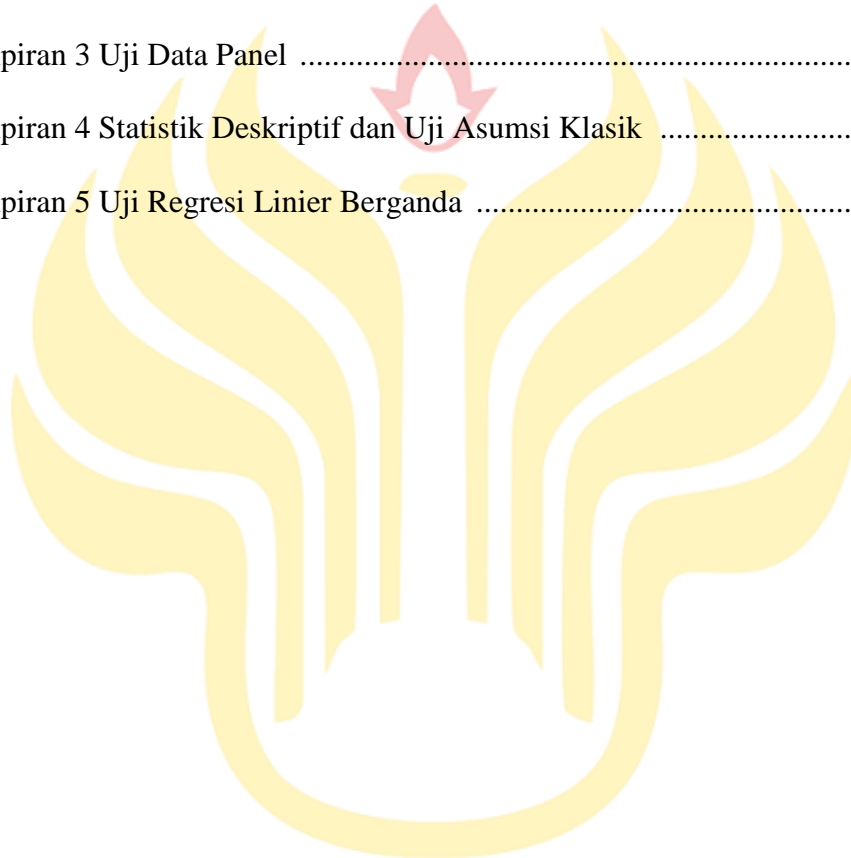 piran 3 Uji Data Panel ......................................................................
piran 4 Statistik Deskriptif dan Uji Asumsi Klasik ........................
piran 5 Uji Regresi Linier Berganda ...............................................